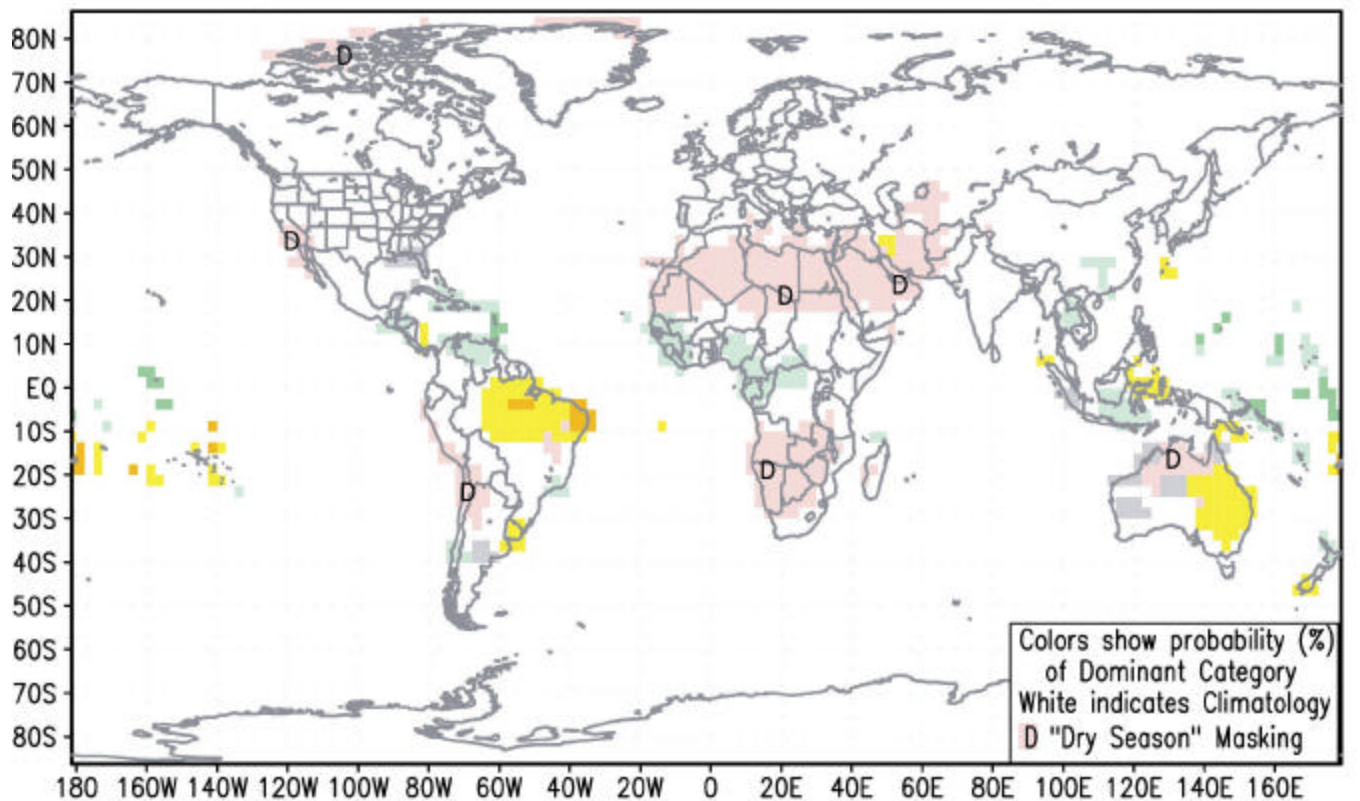 80N
D
70N
60N
50N
40N
D
30N
D
D
20N
10N
EQ
10S
D
D
20S
D
30S
40S
50S
60S
Colors show probability (%)
of Dominant Category
70S
White indicates Climatology
80S
D "Dry Season" Masking
180 160W 140W 120W 100W 80W 60W 40W 20W 0 20E 40E 60E 80E 100E 120E 140E 160E